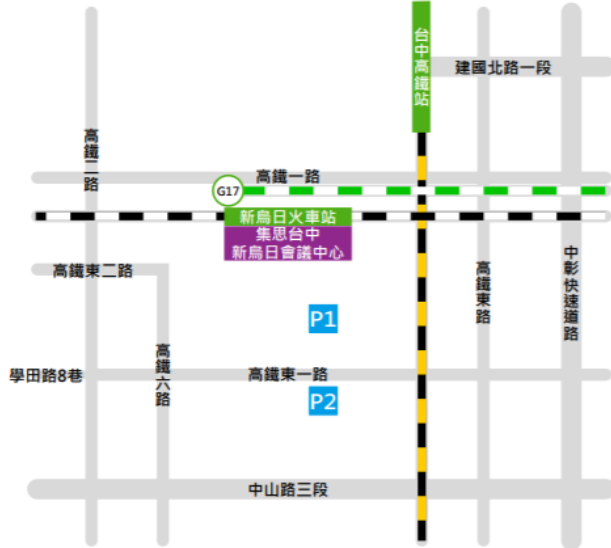 台中高鐵站
建國北路一段
高鐵二路
高鐵一路
G17
新烏日火車站
集思台中
新烏日會議中心
高鐵東二路
高鐵東路
中彰快速道路
P1
高鐵六路
學田路8巷
高鐵東一路
P2
中山路三段